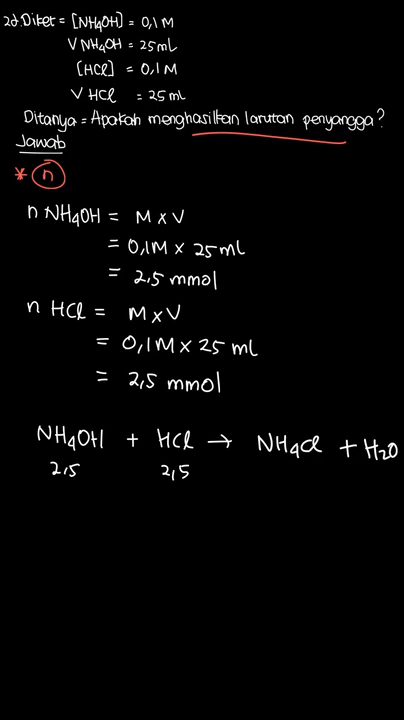 2d. Diket = [NH4OH] = 0,1 M
V NH4OH = 25 mL
[HCl] = 0,1 M
V HCl = 25 mL
Ditanya = Apakah menghasilkan larutan penyangga?
Jawab
* n
n NH4OH = M x V
= 0,1 M x 25 mL
= 2,5 mmol
n HCl = M x V
= 0,1 M x 25 mL
= 2,5 mmol
NH4OH + HCl → NH4Cl + H2O
2,5 2,5